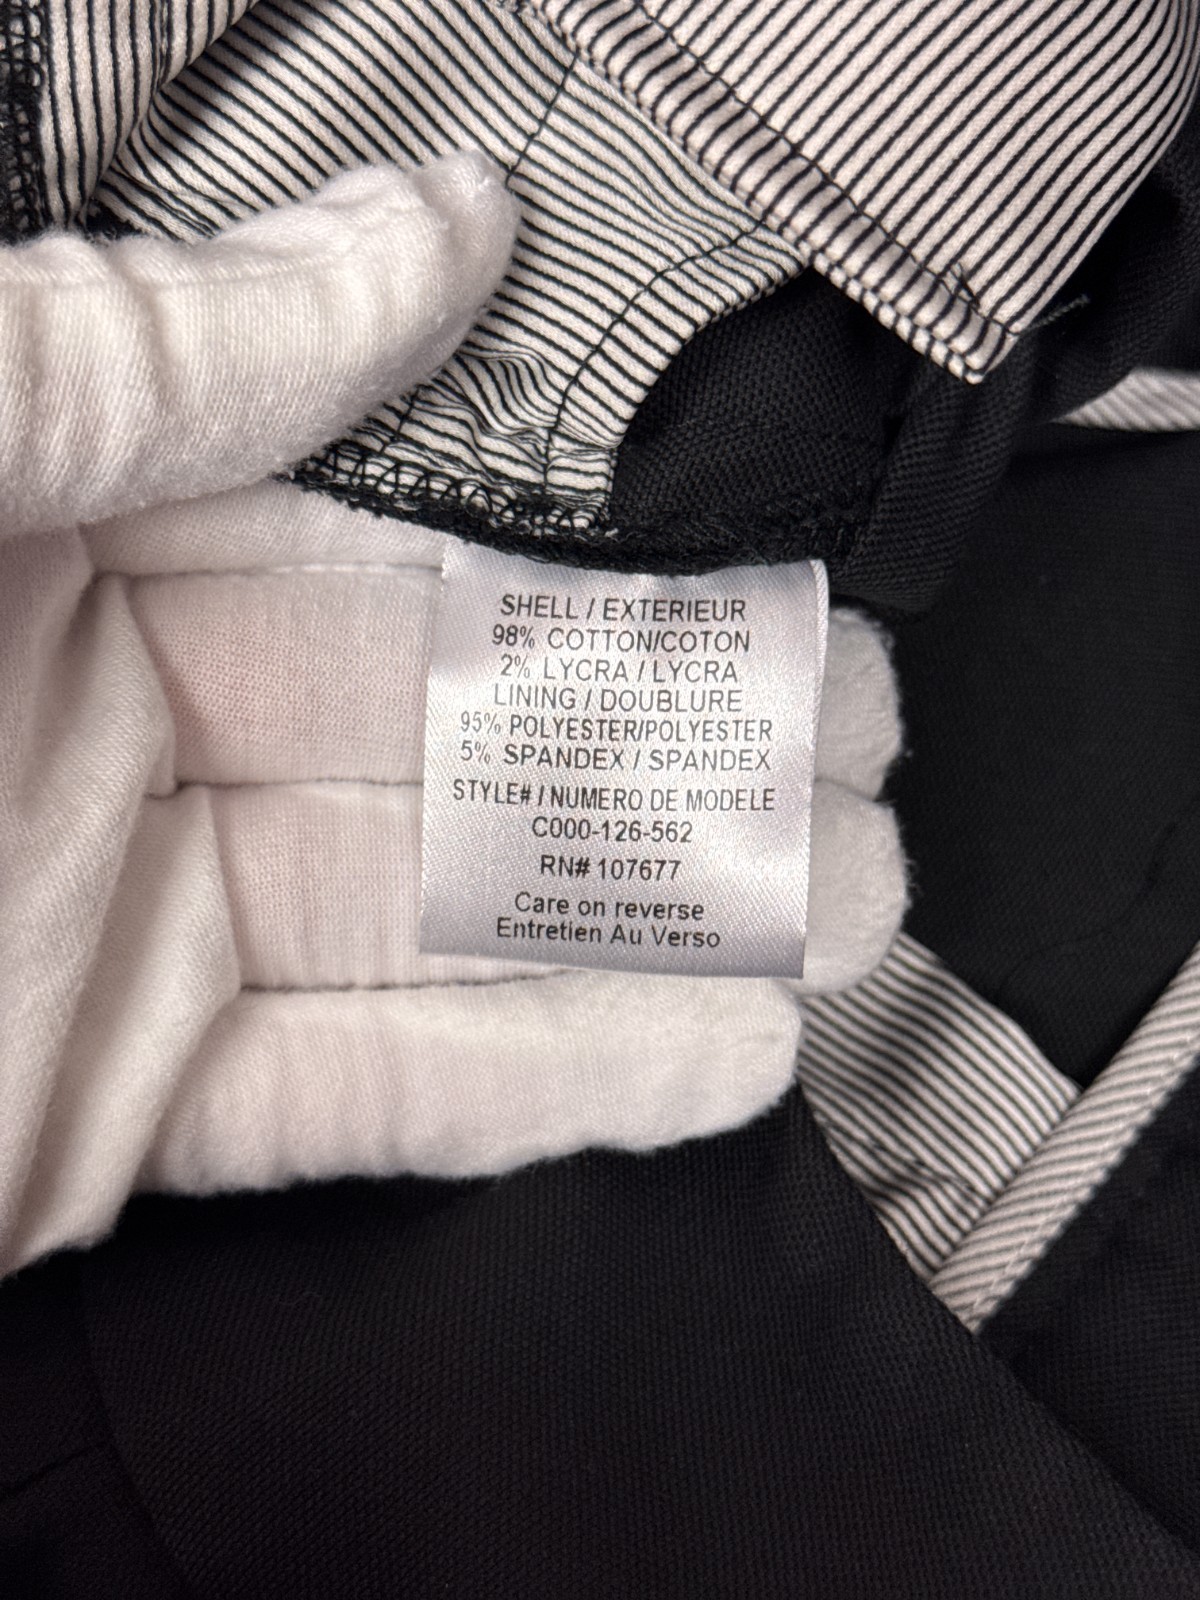 SHELL / EXTERIEUR
98% COTTON/COTON
2% LYCRA / LYCRA
LINING / DOUBLURE
95% POLYESTER/POLYESTER
5% SPANDEX / SPANDEX
STYLE# / NUMERO DE MODELE
C000-126-562
RN# 107677
Care on reverse
Entretien Au Verso